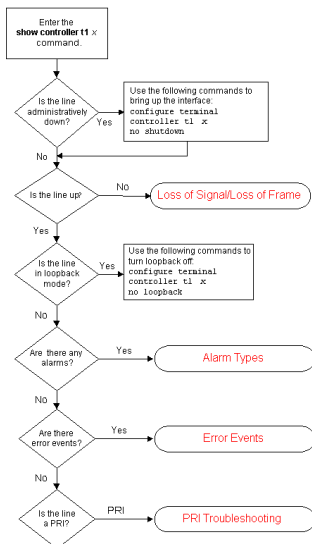 Enter the
show controller t1 x
command.
Is the line
administratively
down?
Yes
Use the following commands to
bring up the interface:
configure terminal
controller t1 x
no shutdown
No
Is the line up?
No
Loss of Signal/Loss of Frame
Yes
Is the line
in loopback
mode?
Yes
Use the following commands to
turn loopback off:
configure terminal
controller t1 x
no loopback
No
Are there any
alarms?
Yes
Alarm Types
No
Are there
error events?
Yes
Error Events
No
Is the line
a PRI?
PRI
PRI Troubleshooting